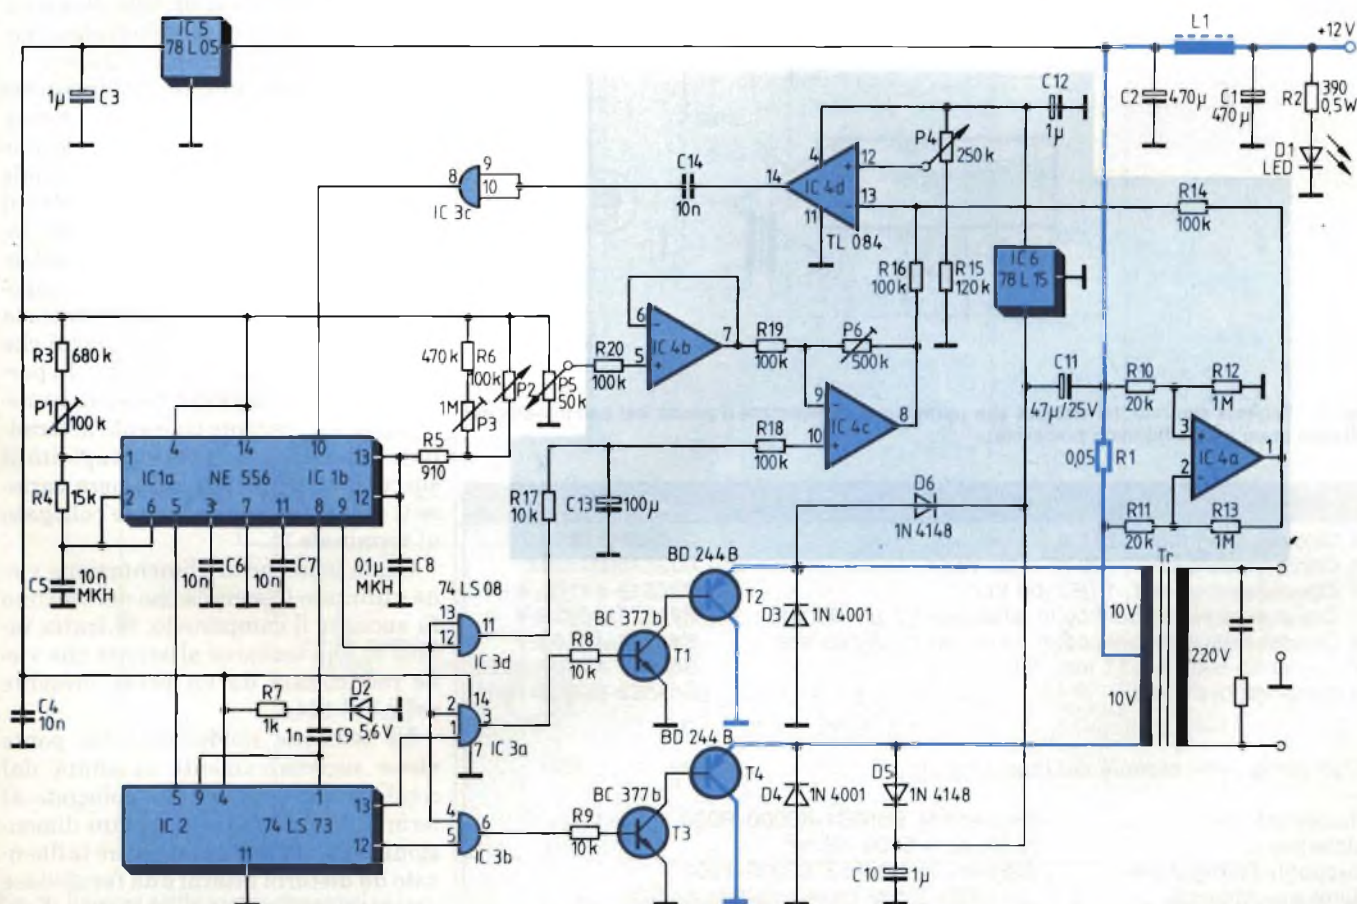 IC 5
78 L 05
1µ
C3
L1
+12 V
C2
470µ
C1
470µ
R2
390
0,5W
D1
LED
C12
1µ
P4
250 k
4
12
14
IC 4d
13
11
TL 084
C14
10n
9
8
10
IC 3c
R14
100k
IC 6
78 L 15
R16
100k
R15
120k
R3
680 k
P1
100 k
R4
15k
470 k
R6
100k
P2
P5
50k
1M
P3
R5
910
R20
100k
6
5
IC 4b
7
R19
100k
P6
500k
9
10
IC 4c
8
R18
100k
C11
47µ/25V
R10
20k
R12
1M
3
2
IC 4a
1
0,05
R1
R11
20k
R13
1M
1
4
14
10
13
IC1a
NE 556
IC 1b
2
6
5
3
7
11
8
9
12
R17
10k
C13
100µ
D6
1N 4148
C5
10n
MKH
C6
10n
C7
10n
0,1µ
MKH
C8
74 LS 08
13
12
11
IC 3d
BC 377 b
R8
10k
T1
BD 244 B
T2
D3
1N 4001
Tr
10V
10V
220V
C4
10n
R7
1k
D2
5,6V
1n
C9
14
2
1
3
7
IC 3a
5
9
4
1
3
IC 2
74 LS 73
12
11
4
5
6
IC 3b
R9
10k
BC 377 b
T3
BD 244 B
T4
D4
1N 4001
D5
1N 4148
C10
1µ